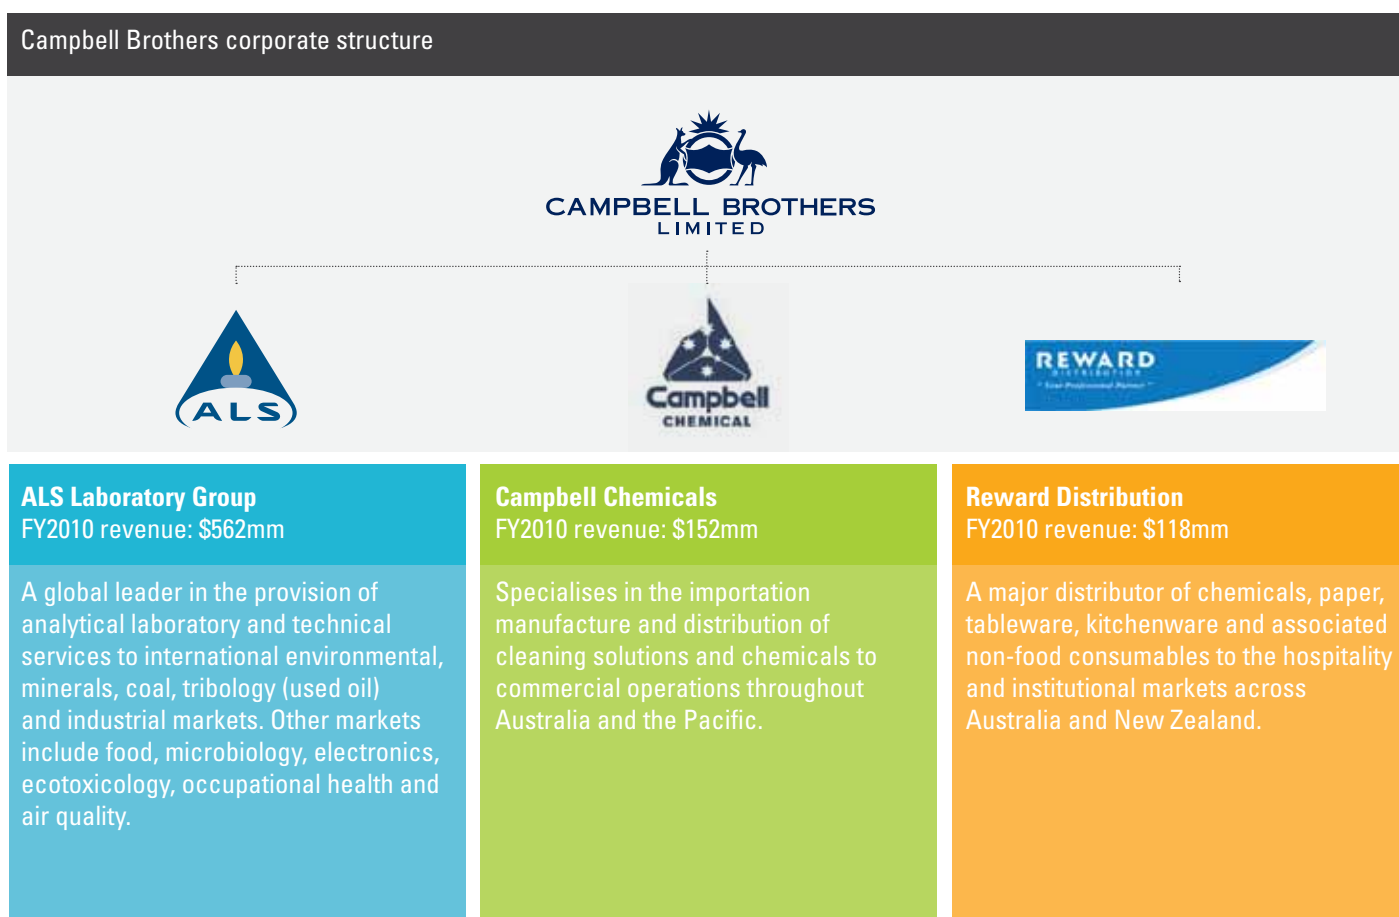 Campbell Brothers corporate structure
CAMPBELL BROTHERS
LIMITED
ALS
Campbell
CHEMICAL
REWARD
DISTRIBUTION
" Your Professional Partner "
ALS Laboratory Group
FY2010 revenue: $562mm
A global leader in the provision of
analytical laboratory and technical
services to international environmental,
minerals, coal, tribology (used oil)
and industrial markets. Other markets
include food, microbiology, electronics,
ecotoxicology, occupational health and
air quality.
Campbell Chemicals
FY2010 revenue: $152mm
Specialises in the importation
manufacture and distribution of
cleaning solutions and chemicals to
commercial operations throughout
Australia and the Pacific.
Reward Distribution
FY2010 revenue: $118mm
A major distributor of chemicals, paper,
tableware, kitchenware and associated
non-food consumables to the hospitality
and institutional markets across
Australia and New Zealand.